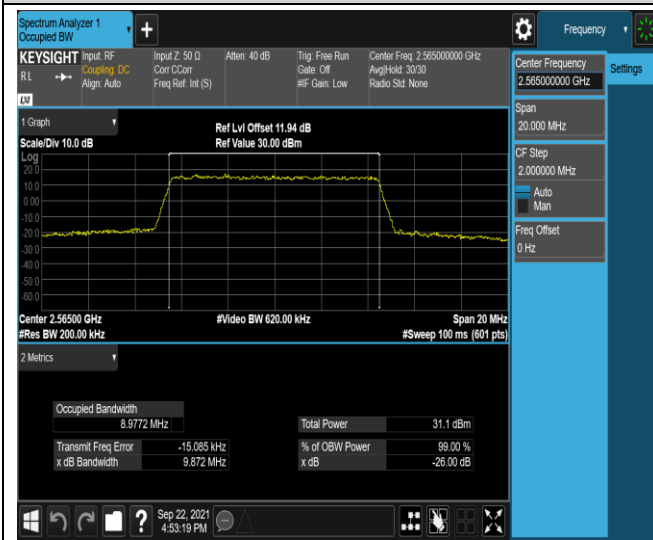 Spectrum Analyzer 1
Occupied BW
+
Frequency
KEYSIGHT
RL
LXI
Input: RF
Coupling: DC
Align: Auto
Input Z: 50 Ω
Corr CCorr
Freq Ref: Int (S)
Atten: 40 dB
Trig: Free Run
Gate: Off
#IF Gain: Low
Center Freq: 2.565000000 GHz
Avg|Hold: 30/30
Radio Std: None
Center Frequency
2.565000000 GHz
Settings
Span
20.000 MHz
CF Step
2.000000 MHz
Auto
Man
Freq Offset
0 Hz
1 Graph
Scale/Div 10.0 dB
Ref Lvl Offset 11.94 dB
Ref Value 30.00 dBm
Log
20.0
10.0
0.00
-10.0
-20.0
-30.0
-40.0
-50.0
-60.0
Center 2.56500 GHz
#Video BW 620.00 kHz
Span 20 MHz
#Res BW 200.00 kHz
#Sweep 100 ms (601 pts)
2 Metrics
Occupied Bandwidth
8.9772 MHz
Total Power 31.1 dBm
Transmit Freq Error -15.085 kHz
% of OBW Power 99.00 %
x dB Bandwidth 9.872 MHz
x dB -26.00 dB
?
Sep 22, 2021
4:53:19 PM